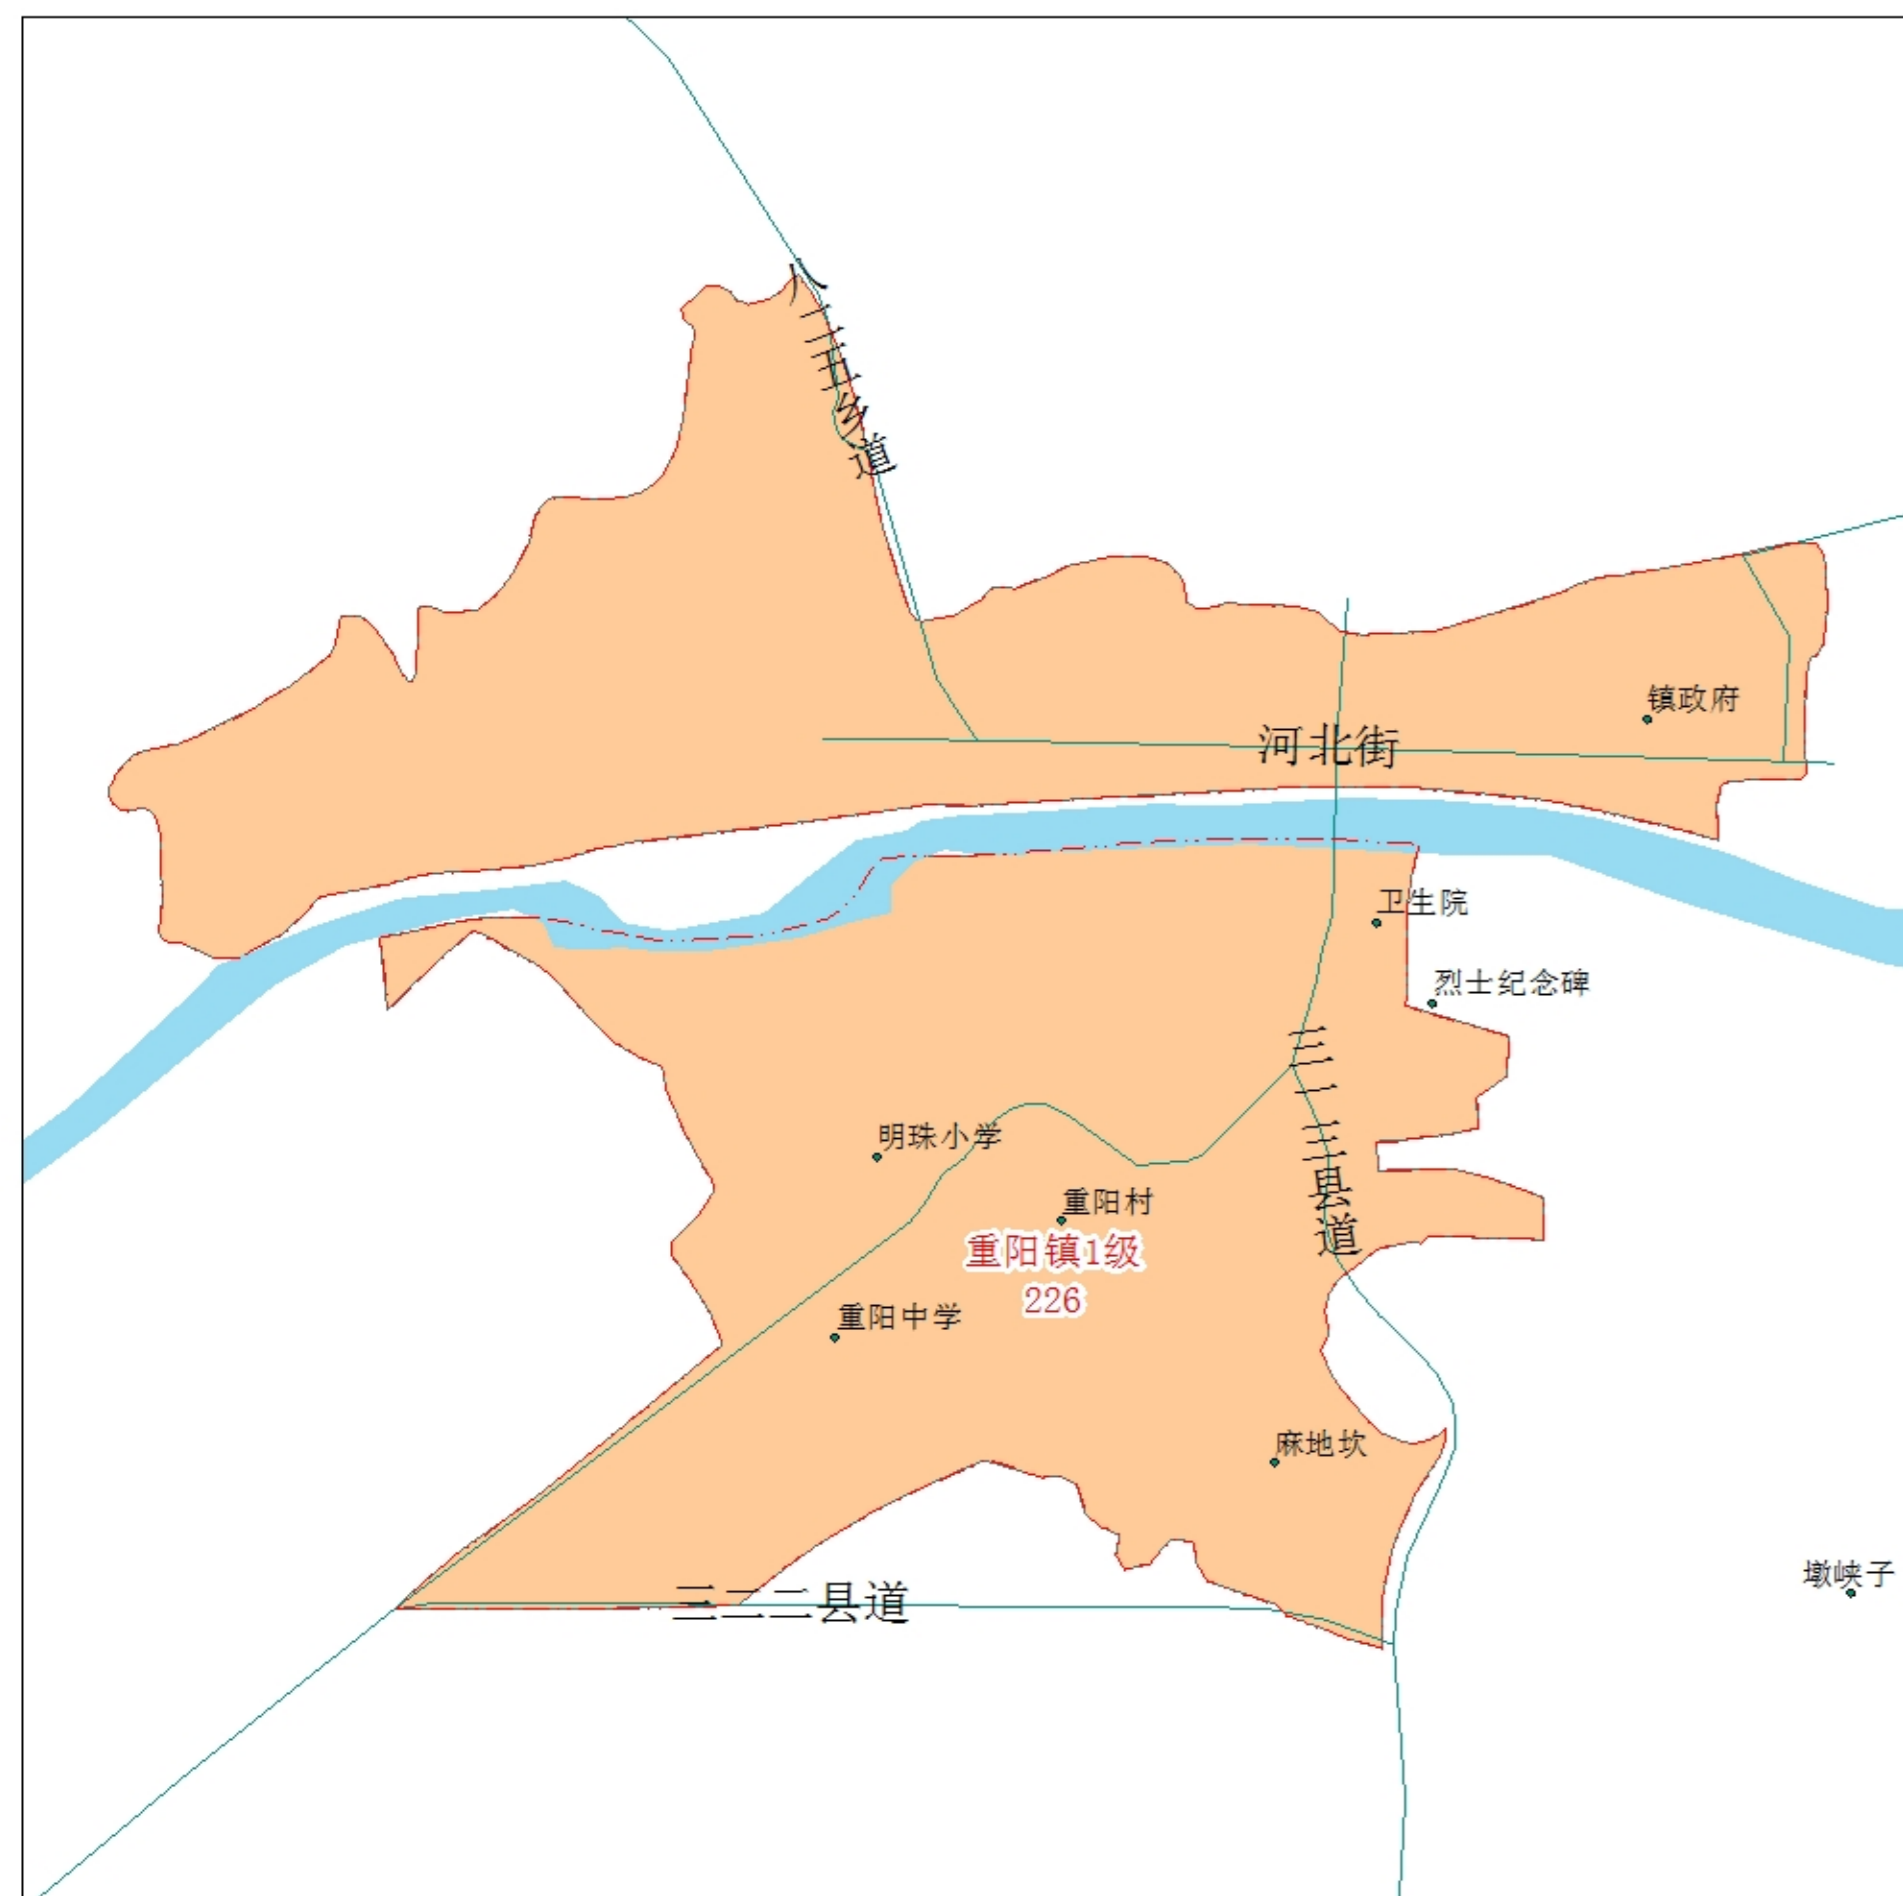 八二五乡道
镇政府
河北街
卫生院
烈士纪念碑
三一三县道
明珠小学
重阳村
重阳镇1级
226
重阳中学
麻地坎
墩峡子
三二二县道